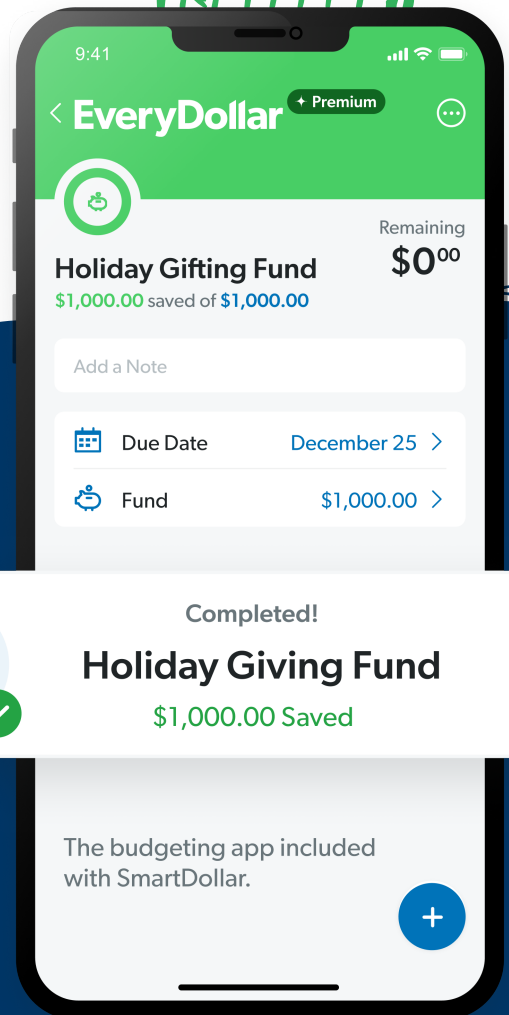 9:41
EveryDollar
Premium
Remaining
$0⁰⁰
Holiday Gifting Fund
$1,000.00 saved of $1,000.00
Add a Note
Due Date December 25
Fund $1,000.00
Completed!
Holiday Giving Fund
$1,000.00 Saved
The budgeting app included
with SmartDollar.